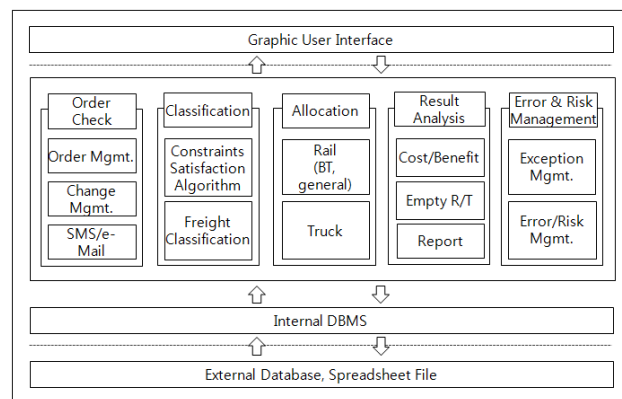 Graphic User Interface
Order
Check
Order Mgmt.
Change
Mgmt.
SMS/e-
Mail
Classification
Constraints
Satisfaction
Algorithm
Freight
Classification
Allocation
Rail
(BT,
general)
Truck
Result
Analysis
Cost/Benefit
Empty R/T
Report
Error & Risk
Management
Exception
Mgmt.
Error/Risk
Mgmt.
Internal DBMS
External Database, Spreadsheet File